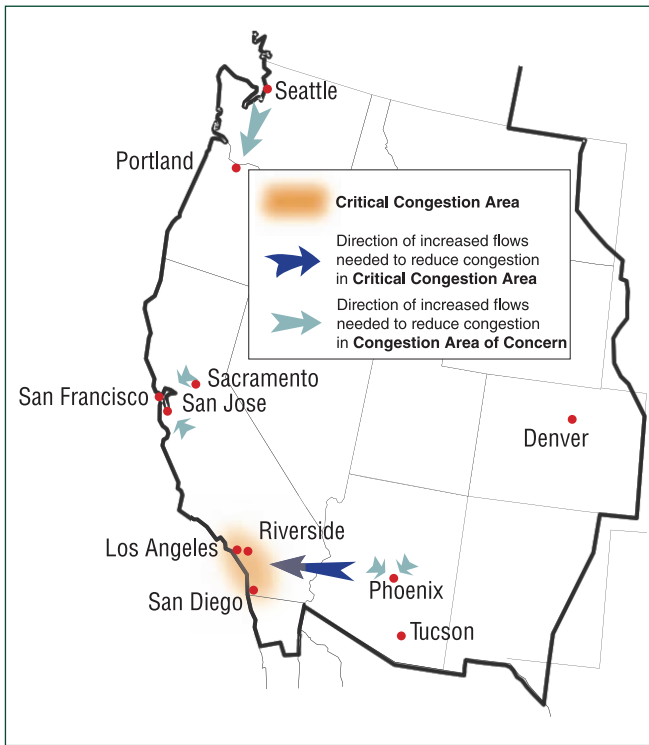 Seattle
Portland
Critical Congestion Area
Direction of increased flows
needed to reduce congestion
in Critical Congestion Area
Direction of increased flows
needed to reduce congestion
in Congestion Area of Concern
Sacramento
San Francisco
San Jose
Denver
Riverside
Los Angeles
San Diego
Phoenix
Tucson